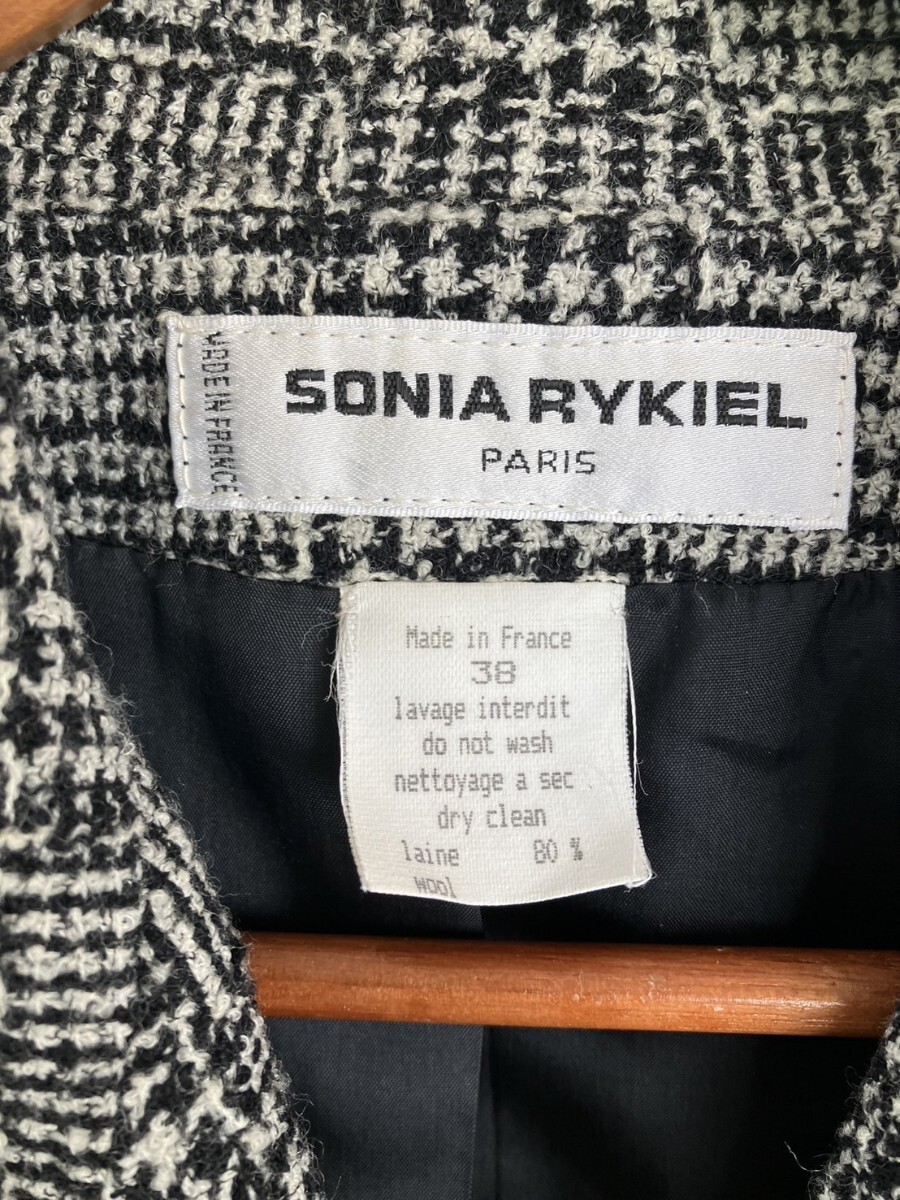 MADE IN FRANCE
SONIA RYKIEL
PARIS
Made in France
38
lavage interdit
do not wash
nettoyage a sec
dry clean
laine 80 %
wool